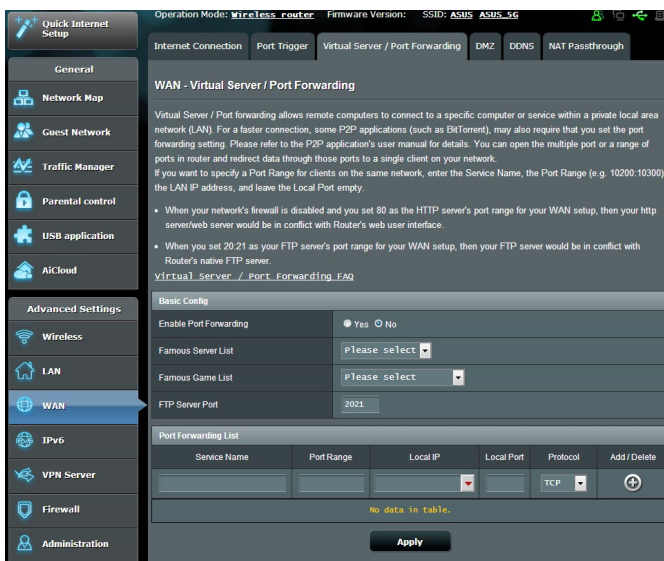 Quick Internet
Setup
General
Network Map
Guest Network
Traffic Manager
Parental control
USB application
AiCloud
Advanced Settings
Wireless
LAN
WAN
IPv6
VPN Server
Firewall
Administration
Operation Mode: Wireless router Firmware Version: SSID: ASUS ASUS_5G
Internet Connection Port Trigger Virtual Server / Port Forwarding DMZ DDNS NAT Passthrough
WAN - Virtual Server / Port Forwarding
Virtual Server / Port forwarding allows remote computers to connect to a specific computer or service within a private local area
network (LAN). For a faster connection, some P2P applications (such as BitTorrent), may also require that you set the port
forwarding setting. Please refer to the P2P application's user manual for details. You can open the multiple port or a range of
ports in router and redirect data through those ports to a single client on your network.
If you want to specify a Port Range for clients on the same network, enter the Service Name, the Port Range (e.g. 10200:10300)
the LAN IP address, and leave the Local Port empty.
• When your network's firewall is disabled and you set 80 as the HTTP server's port range for your WAN setup, then your http
server/web server would be in conflict with Router's web user interface.
• When you set 20:21 as your FTP server's port range for your WAN setup, then your FTP server would be in conflict with
Router's native FTP server.
Virtual Server / Port Forwarding FAQ
Basic Config
Enable Port Forwarding Yes No
Famous Server List Please select
Famous Game List Please select
FTP Server Port 2021
Port Forwarding List
Service Name Port Range Local IP Local Port Protocol Add / Delete
TCP
No data in table.
Apply